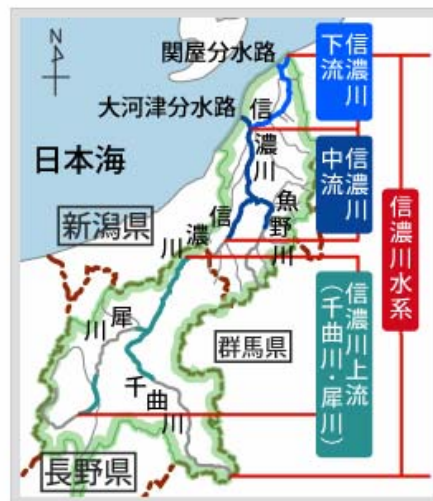 関屋分水路
N
大河津分水路
日本海
信濃川
魚野川
新潟県
信濃川
犀川
群馬県
千曲川
長野県
信濃川
下流
信濃川
中流
信濃川上流
（千曲川・犀川）
信濃川水系